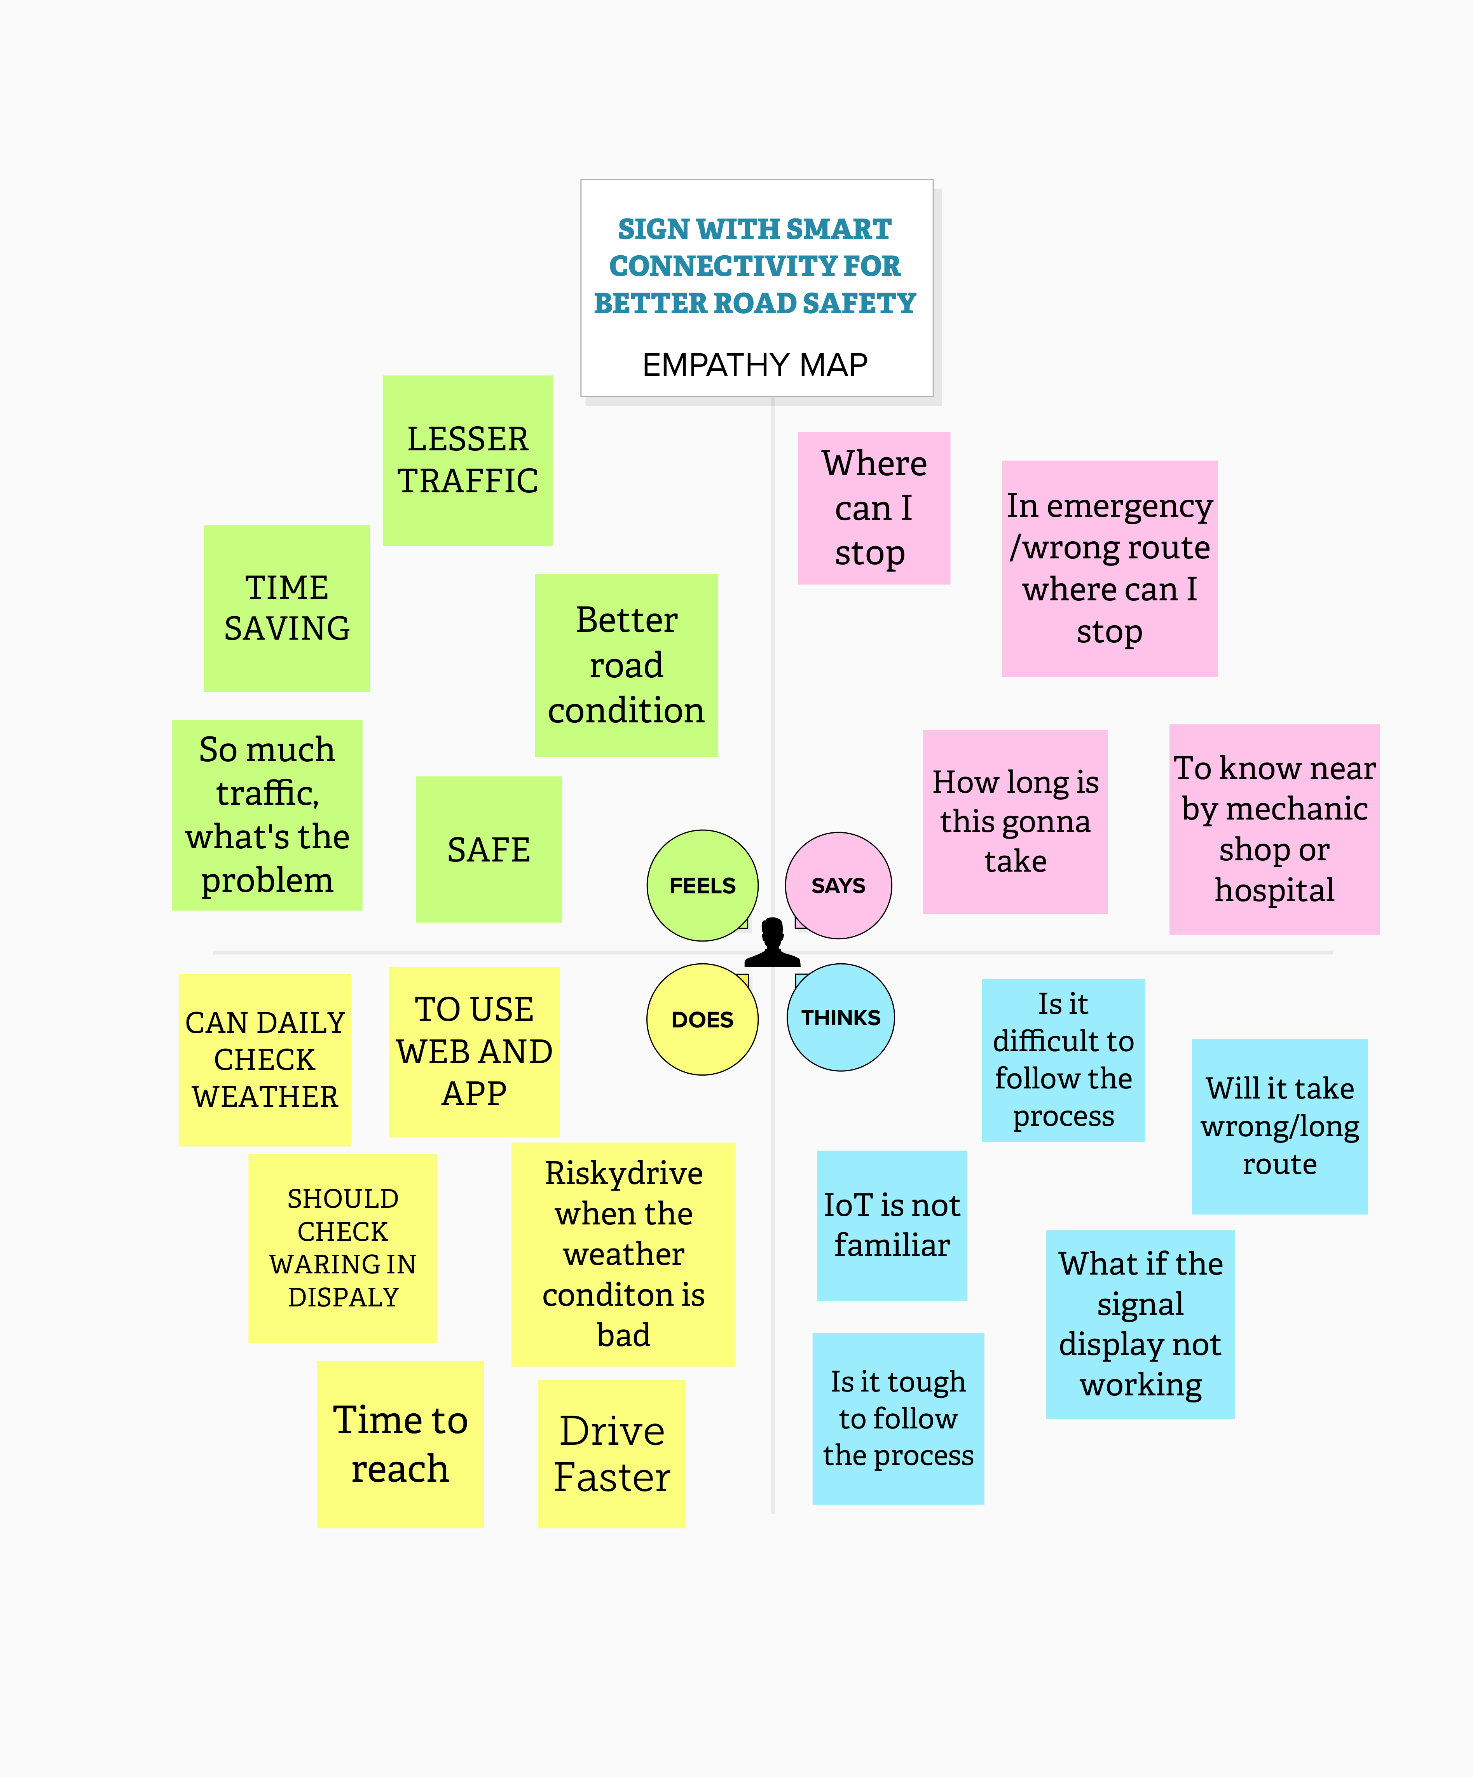 SIGN WITH SMART
CONNECTIVITY FOR
BETTER ROAD SAFETY
EMPATHY MAP
LESSER
TRAFFIC
TIME
SAVING
Better
road
condition
So much
traffic,
what's the
problem
SAFE
FEELS
Where
can I
stop
In emergency
/wrong route
where can I
stop
How long is
this gonna
take
To know near
by mechanic
shop or
hospital
SAYS
DOES
CAN DAILY
CHECK
WEATHER
TO USE
WEB AND
APP
SHOULD
CHECK
WARING IN
DISPALY
Riskydrive
when the
weather
conditon is
bad
Time to
reach
Drive
Faster
THINKS
Is it
difficult to
follow the
process
Will it take
wrong/long
route
IoT is not
familiar
What if the
signal
display not
working
Is it tough
to follow
the process